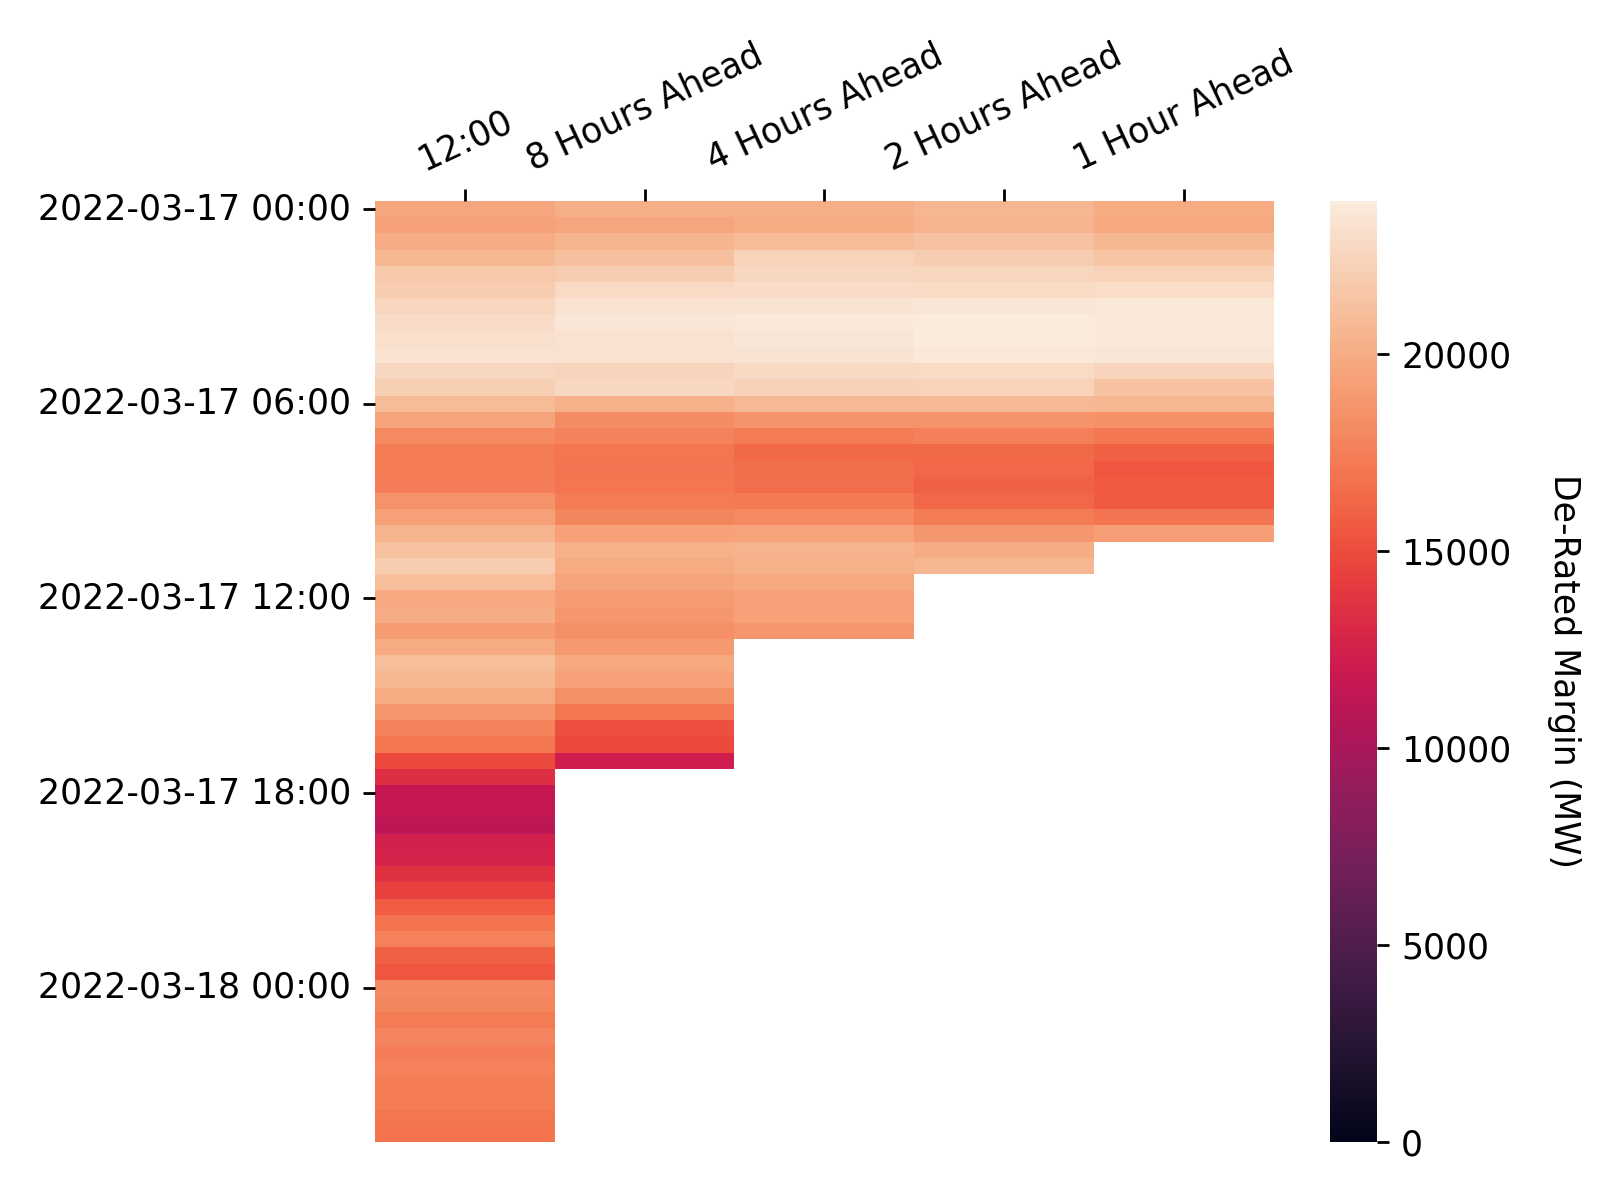 12:00
8 Hours Ahead
4 Hours Ahead
2 Hours Ahead
1 Hour Ahead
2022-03-17 00:00
2022-03-17 06:00
2022-03-17 12:00
2022-03-17 18:00
2022-03-18 00:00
20000
15000
10000
5000
0
De-Rated Margin (MW)